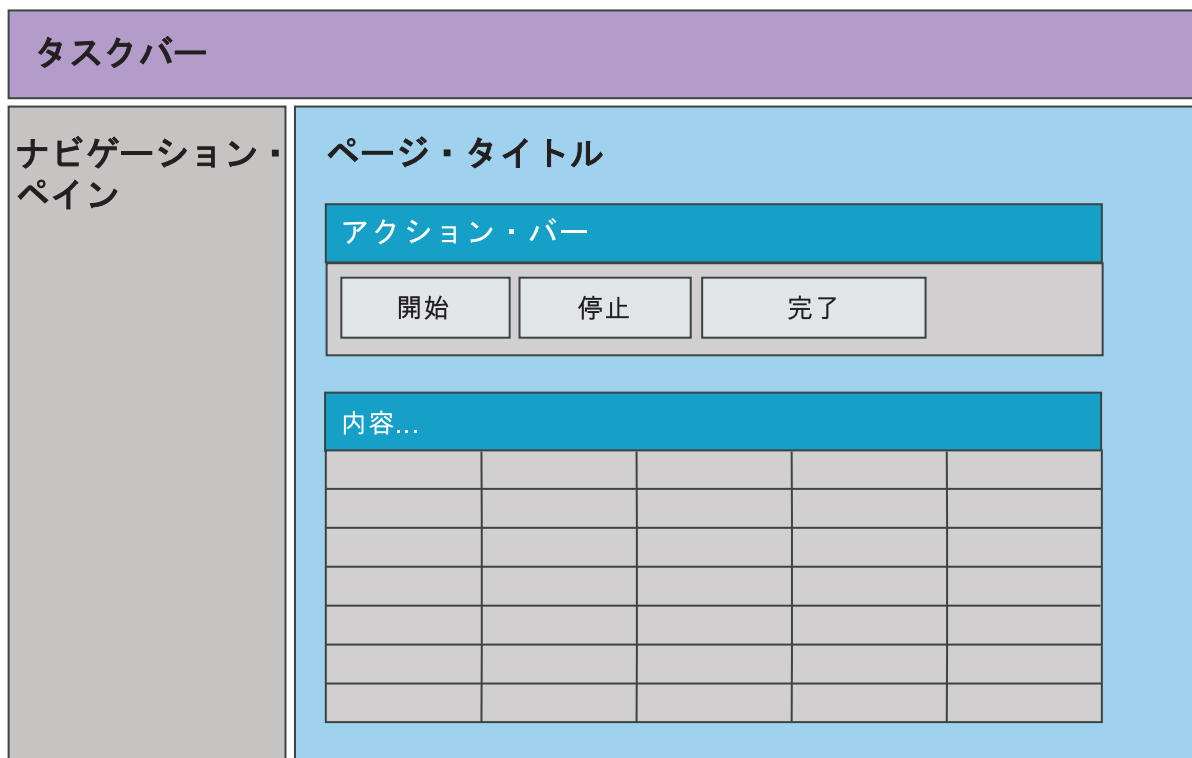 タスクバー
ナビゲーション・
ペイン
ページ・タイトル
アクション・バー
開始
停止
完了
内容...